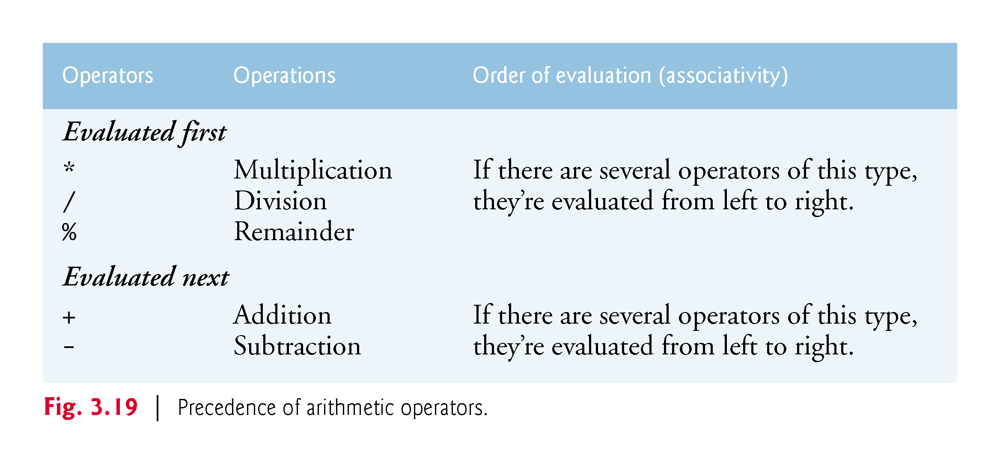 Operators Operations Order of evaluation (associativity)
Evaluated first
* Multiplication If there are several operators of this type,
/ Division they’re evaluated from left to right.
% Remainder
Evaluated next
+ Addition If there are several operators of this type,
- Subtraction they’re evaluated from left to right.
Fig. 3.19 | Precedence of arithmetic operators.